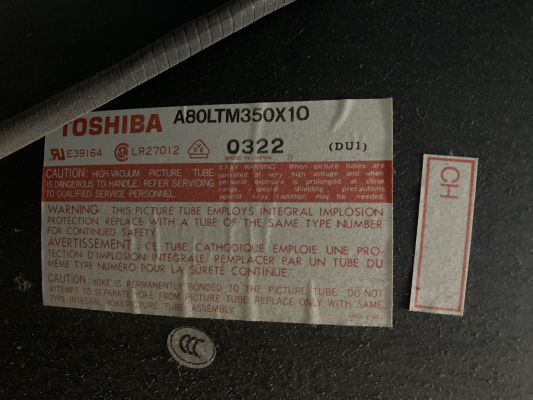 TOSHIBA A80LTM350X10
E39164 LR27012 0322 (DU1)
MADE IN JAPAN
CAUTION: HIGH VACUUM PICTURE TUBE
IS DANGEROUS TO HANDLE. REFER SERVICING
TO QUALIFIED SERVICE PERSONNEL.
X-RAY WARNING: When picture tubes are
operated at very high voltage and when
personal exposure is prolonged at close
range, special shielding precautions
against x-ray radiation may be needed.
WARNING: THIS PICTURE TUBE EMPLOYS INTEGRAL IMPLOSION
PROTECTION REPLACE WITH A TUBE OF THE SAME TYPE NUMBER
FOR CONTINUED SAFETY.
AVERTISSEMENT: CE TUBE CATHODIQUE EMPLOIE UNE PRO-
TECTION D'IMPLOSION INTÉGRALE. REMPLACER PAR UN TUBE DU
MÊME TYPE NUMÉRO POUR LA SÛRETÉ CONTINUE.
CAUTION: YOKE IS PERMANENTLY BONDED TO THE PICTURE TUBE. DO NOT
ATTEMPT TO SEPARATE YOKE FROM PICTURE TUBE. REPLACE ONLY WITH SAME
TYPE INTEGRAL YOKE/PICTURE TUBE ASSEMBLY.
CH
CCC